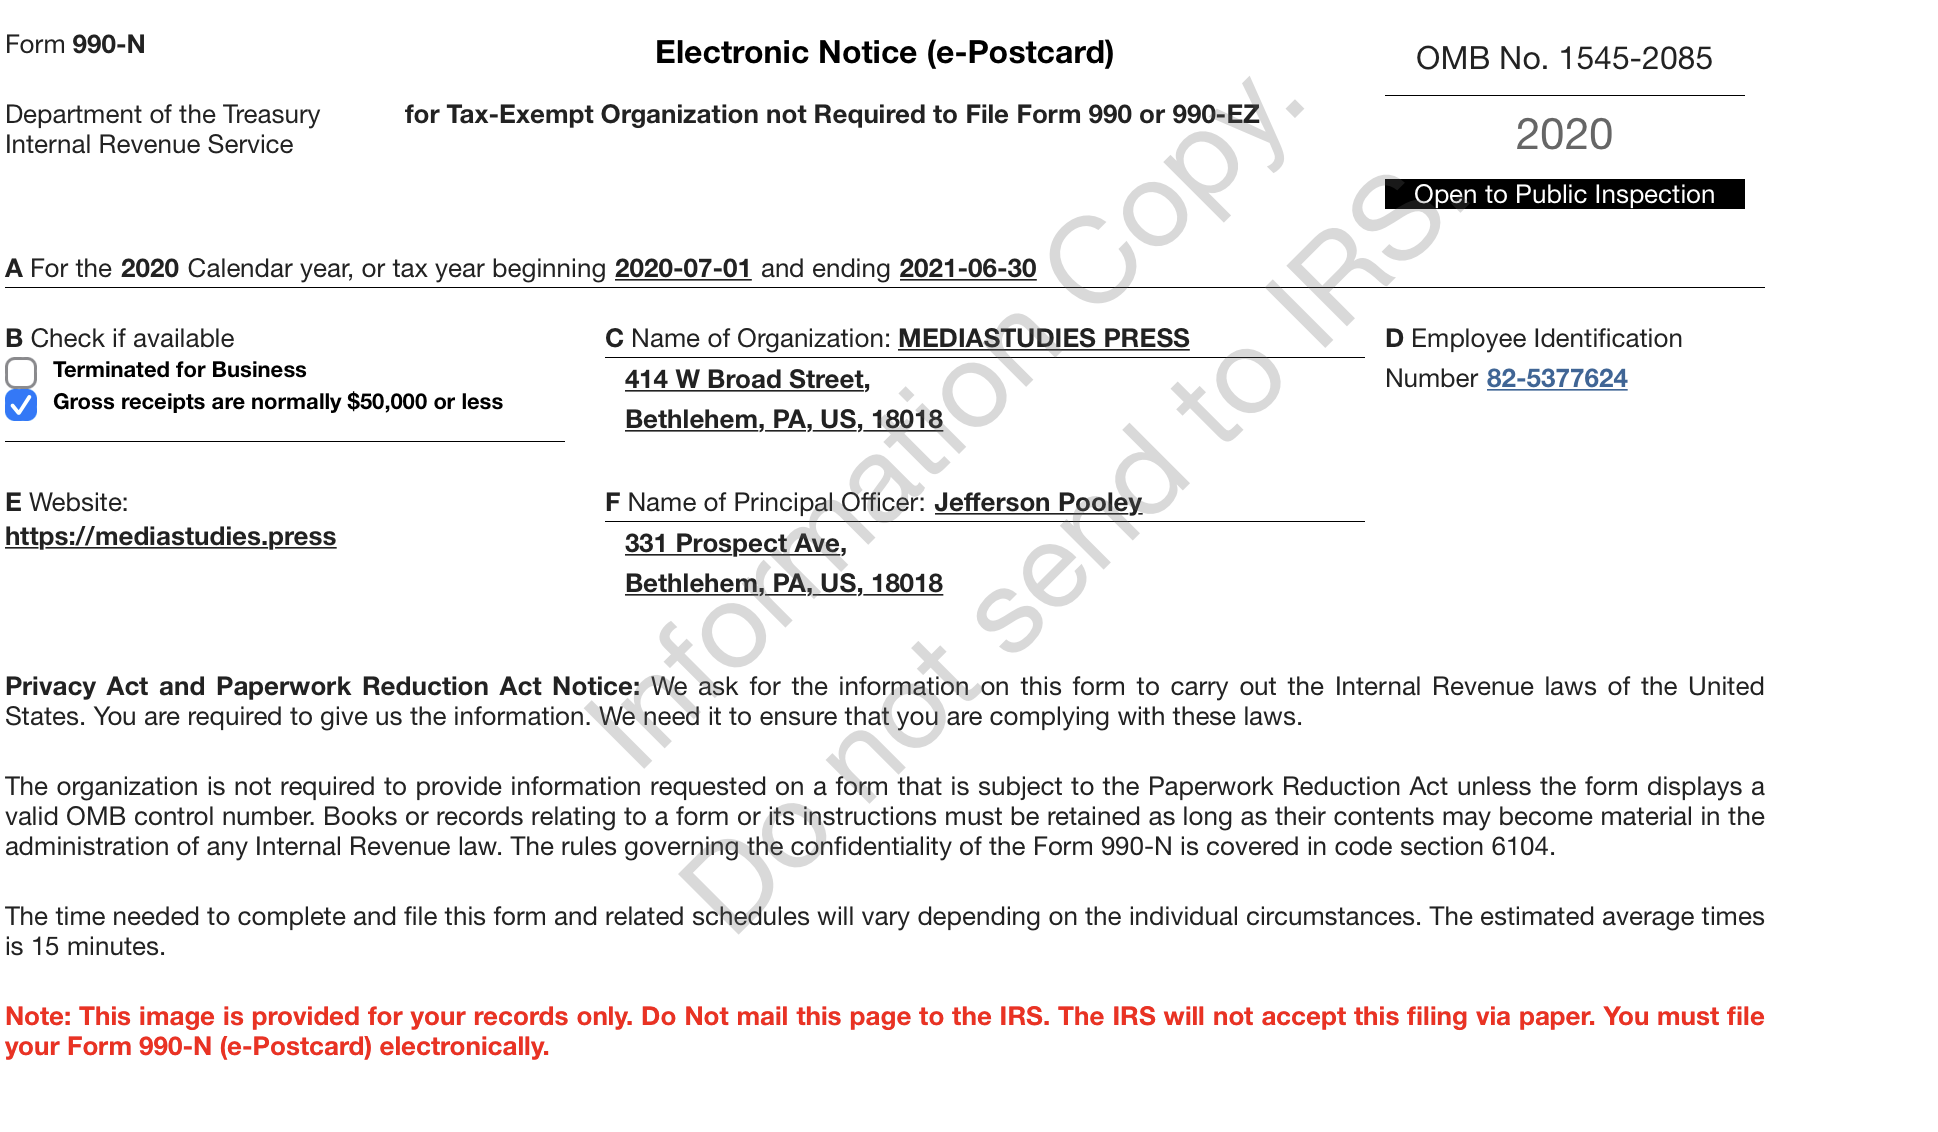 Form 990-N
Electronic Notice (e-Postcard)
OMB No. 1545-2085
Department of the Treasury
Internal Revenue Service
for Tax-Exempt Organization not Required to File Form 990 or 990-EZ
2020
Open to Public Inspection
A For the 2020 Calendar year, or tax year beginning 2020-07-01 and ending 2021-06-30
B Check if available
Terminated for Business
Gross receipts are normally $50,000 or less
C Name of Organization: MEDIASTUDIES PRESS
414 W Broad Street,
Bethlehem, PA, US, 18018
D Employee Identification
Number 82-5377624
E Website:
https://mediastudies.press
F Name of Principal Officer: Jefferson Pooley
331 Prospect Ave,
Bethlehem, PA, US, 18018
Privacy Act and Paperwork Reduction Act Notice: We ask for the information on this form to carry out the Internal Revenue laws of the United
States. You are required to give us the information. We need it to ensure that you are complying with these laws.
The organization is not required to provide information requested on a form that is subject to the Paperwork Reduction Act unless the form displays a
valid OMB control number. Books or records relating to a form or its instructions must be retained as long as their contents may become material in the
administration of any Internal Revenue law. The rules governing the confidentiality of the Form 990-N is covered in code section 6104.
The time needed to complete and file this form and related schedules will vary depending on the individual circumstances. The estimated average times
is 15 minutes.
Note: This image is provided for your records only. Do Not mail this page to the IRS. The IRS will not accept this filing via paper. You must file
your Form 990-N (e-Postcard) electronically.
Information Copy.
Do not send to IRS.